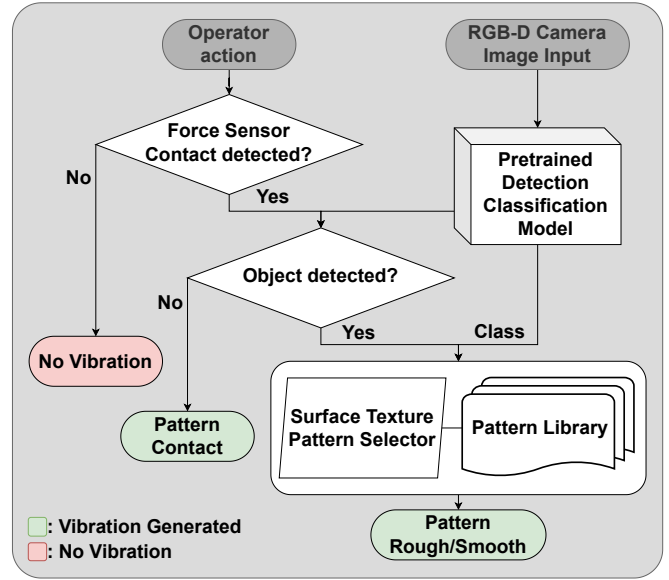 Operator
action
RGB-D Camera
Image Input
Force Sensor
Contact detected?
No
Yes
Pretrained
Detection
Classification
Model
Object detected?
No
Yes
Class
No Vibration
Pattern
Contact
Surface Texture
Pattern Selector
Pattern Library
Pattern
Rough/Smooth
: Vibration Generated
: No Vibration